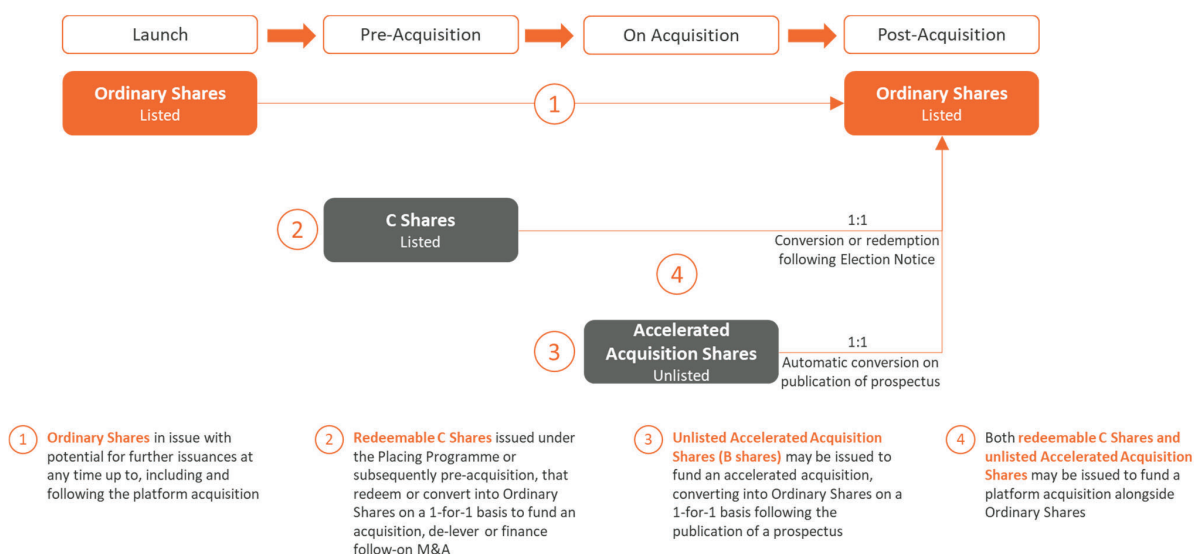 Launch
Pre-Acquisition
On Acquisition
Post-Acquisition
Ordinary Shares
Listed
1
Ordinary Shares
Listed
2
C Shares
Listed
1:1
Conversion or redemption
following Election Notice
4
3
Accelerated
Acquisition Shares
Unlisted
1:1
Automatic conversion on
publication of prospectus
1
Ordinary Shares in issue with
potential for further issuances at
any time up to, including and
following the platform acquisition
2
Redeemable C Shares issued under
the Placing Programme or
subsequently pre-acquisition, that
redeem or convert into Ordinary
Shares on a 1-for-1 basis to fund an
acquisition, de-lever or finance
follow-on M&A
3
Unlisted Accelerated Acquisition
Shares (B shares) may be issued to
fund an accelerated acquisition,
converting into Ordinary Shares on a
1-for-1 basis following the
publication of a prospectus
4
Both redeemable C Shares and
unlisted Accelerated Acquisition
Shares may be issued to fund a
platform acquisition alongside
Ordinary Shares